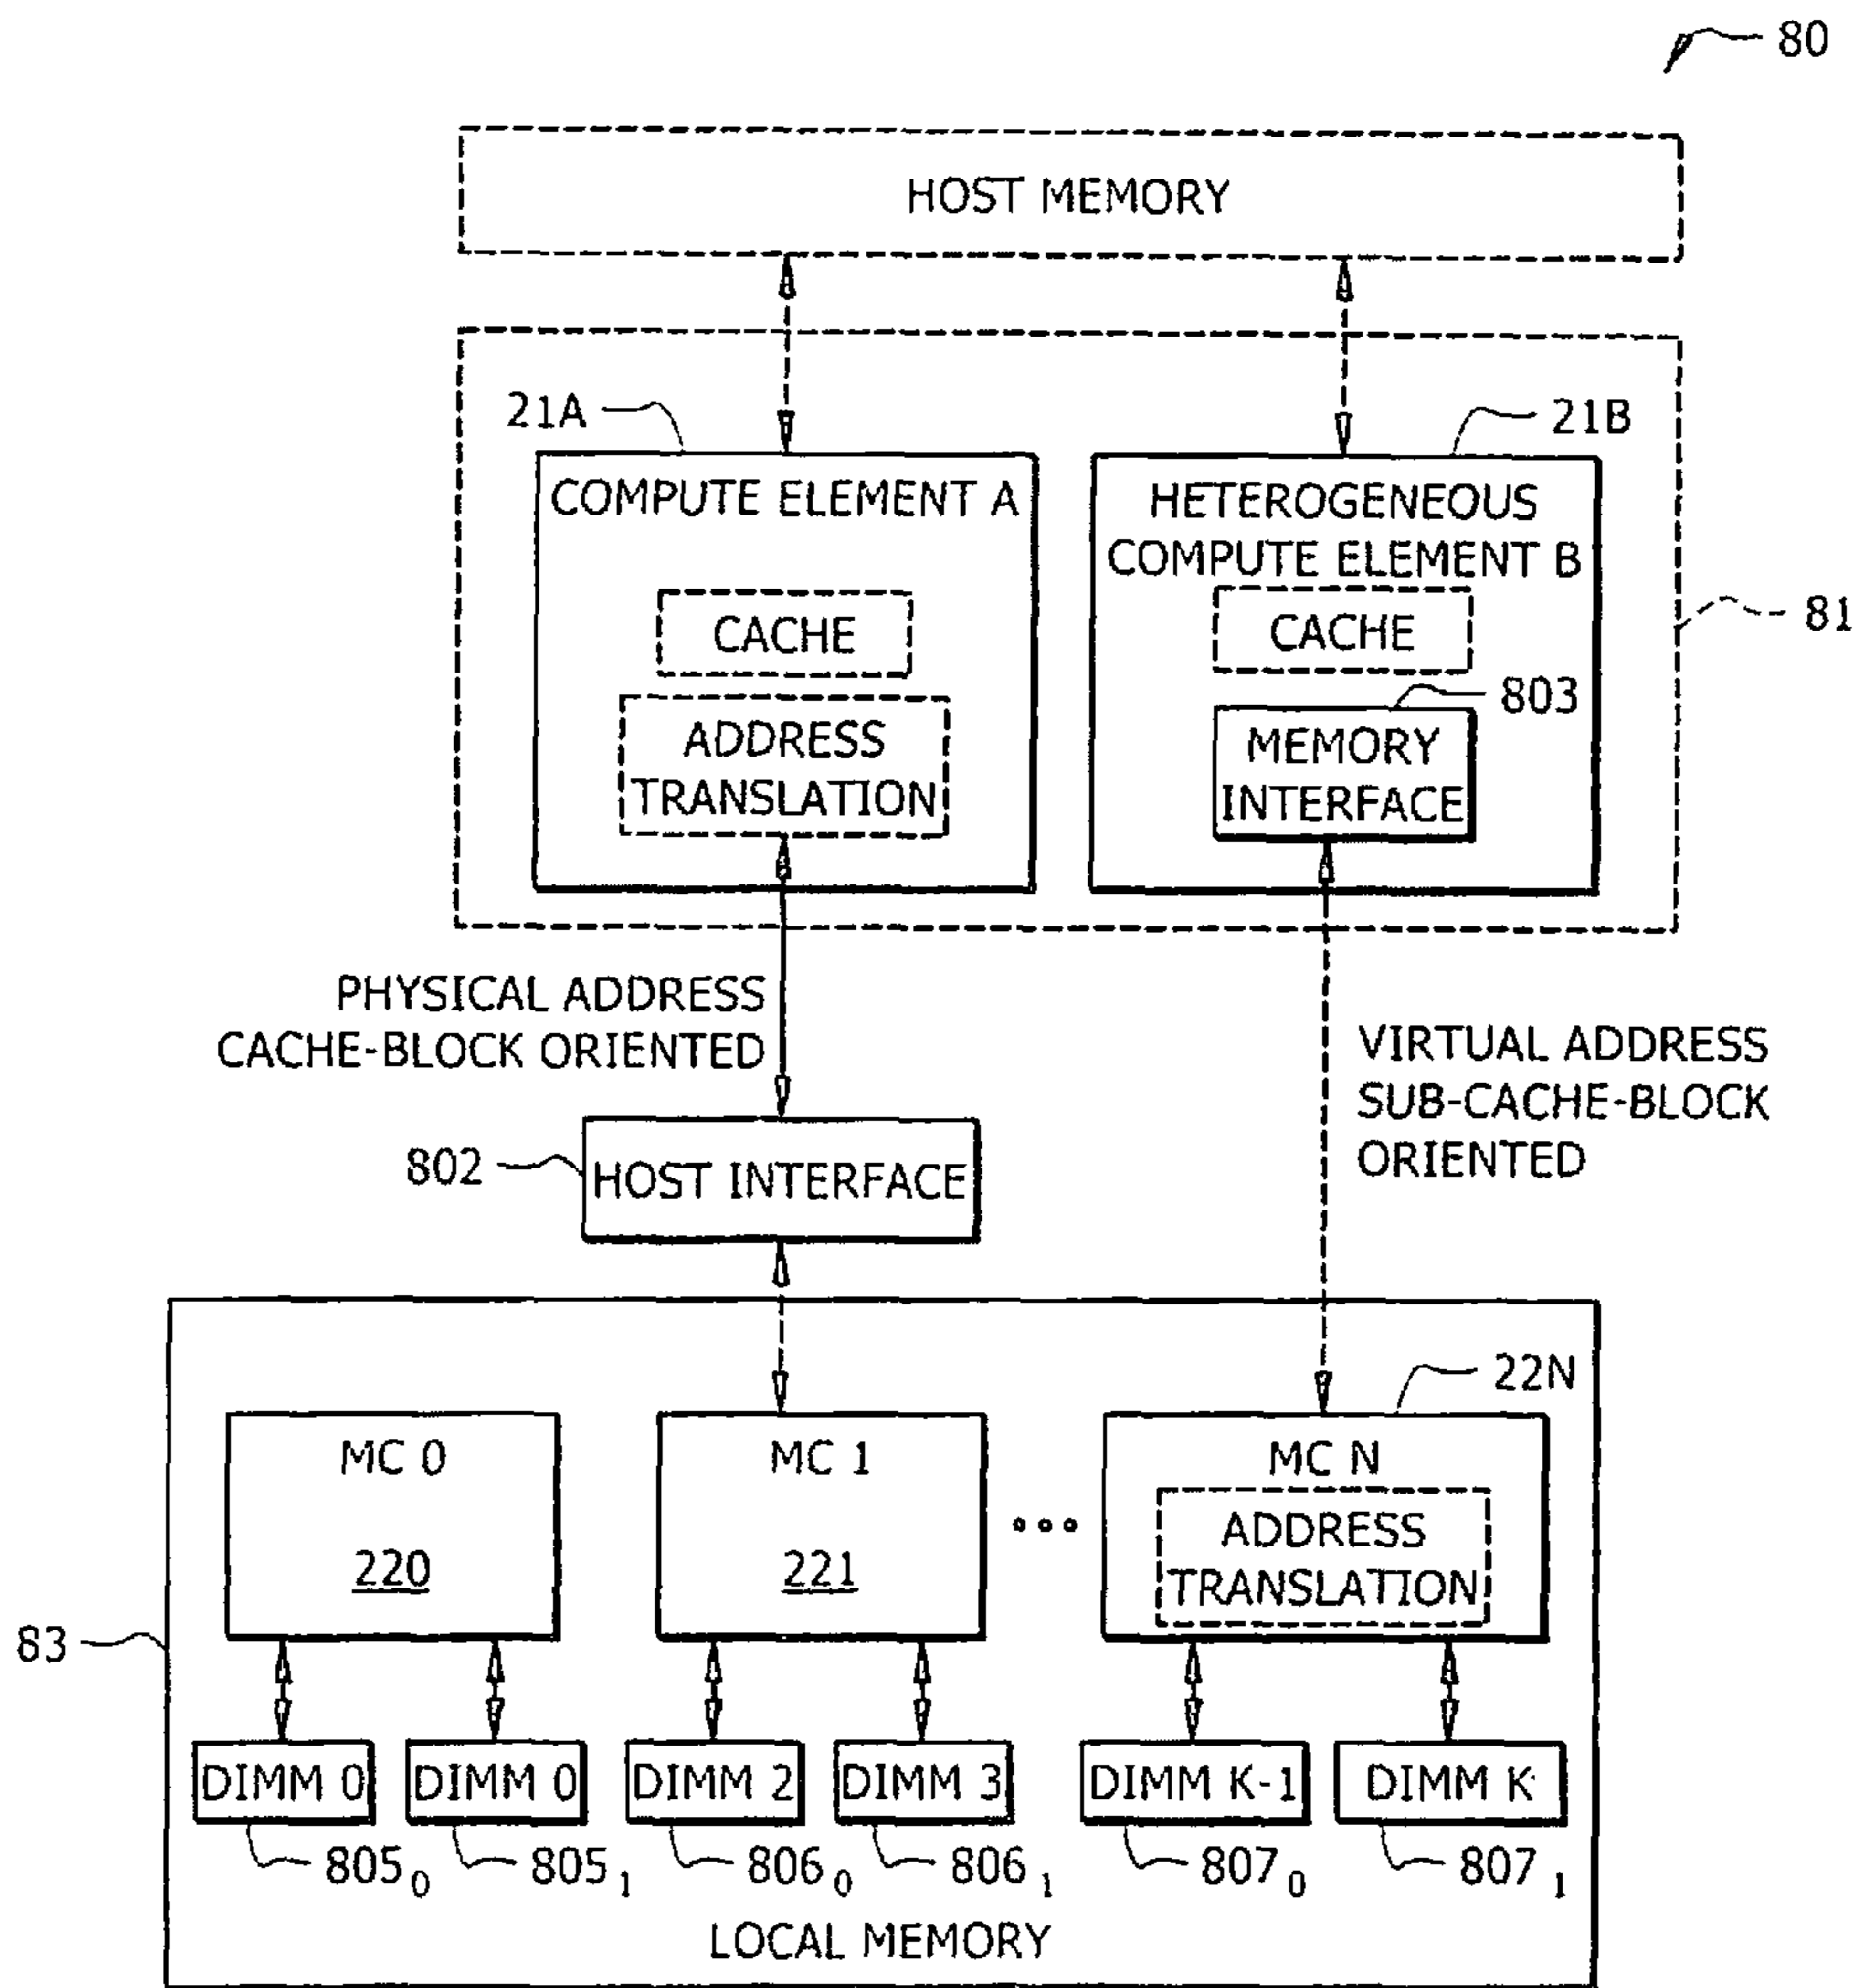 80
HOST MEMORY
21A
21B
COMPUTE ELEMENT A
HETEROGENEOUS
COMPUTE ELEMENT B
CACHE
CACHE
81
803
ADDRESS
TRANSLATION
MEMORY
INTERFACE
PHYSICAL ADDRESS
CACHE-BLOCK ORIENTED
VIRTUAL ADDRESS
SUB-CACHE-BLOCK
ORIENTED
802
HOST INTERFACE
22N
MC 0
220
MC 1
221
MC N
ADDRESS
TRANSLATION
83
DIMM 0
DIMM 0
DIMM 2
DIMM 3
DIMM K-1
DIMM K
805₀
805₁
806₀
806₁
807₀
807₁
LOCAL MEMORY